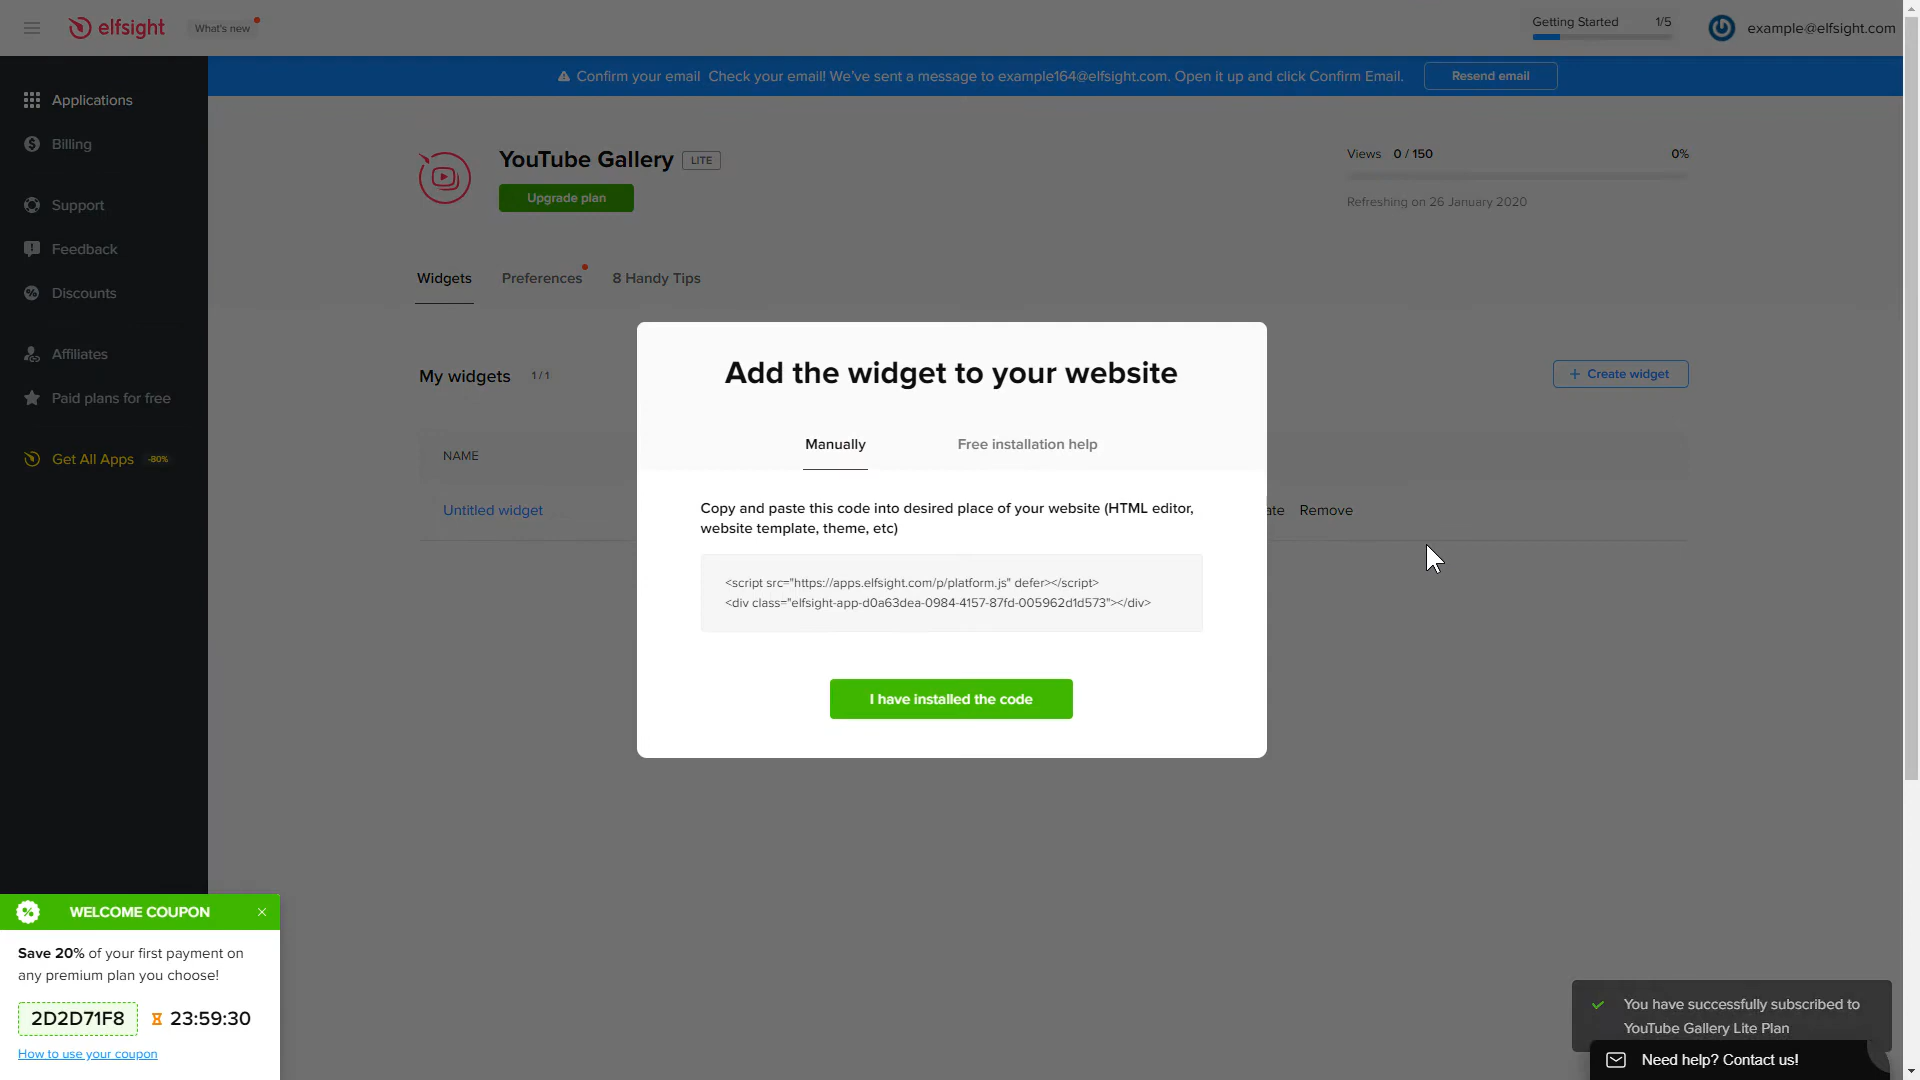 elfsight
What's new
Getting Started 1/5
example@elfsight.com
Confirm your email Check your email! We've sent a message to example164@elfsight.com. Open it up and click Confirm Email.
Resend email
Applications
Billing
Support
Feedback
Discounts
Affiliates
Paid plans for free
Get All Apps -80%
YouTube Gallery LITE
Upgrade plan
Views 0 / 150 0%
Refreshing on 26 January 2020
Widgets Preferences 8 Handy Tips
My widgets 1 / 1
+ Create widget
NAME
Untitled widget
ate Remove
Add the widget to your website
Manually Free installation help
Copy and paste this code into desired place of your website (HTML editor,
website template, theme, etc)
<script src="https://apps.elfsight.com/p/platform.js" defer></script>
<div class="elfsight-app-d0a63dea-0984-4157-87fd-005962d1d573"></div>
I have installed the code
WELCOME COUPON
Save 20% of your first payment on
any premium plan you choose!
2D2D71F8 23:59:30
How to use your coupon
You have successfully subscribed to
YouTube Gallery Lite Plan
Need help? Contact us!